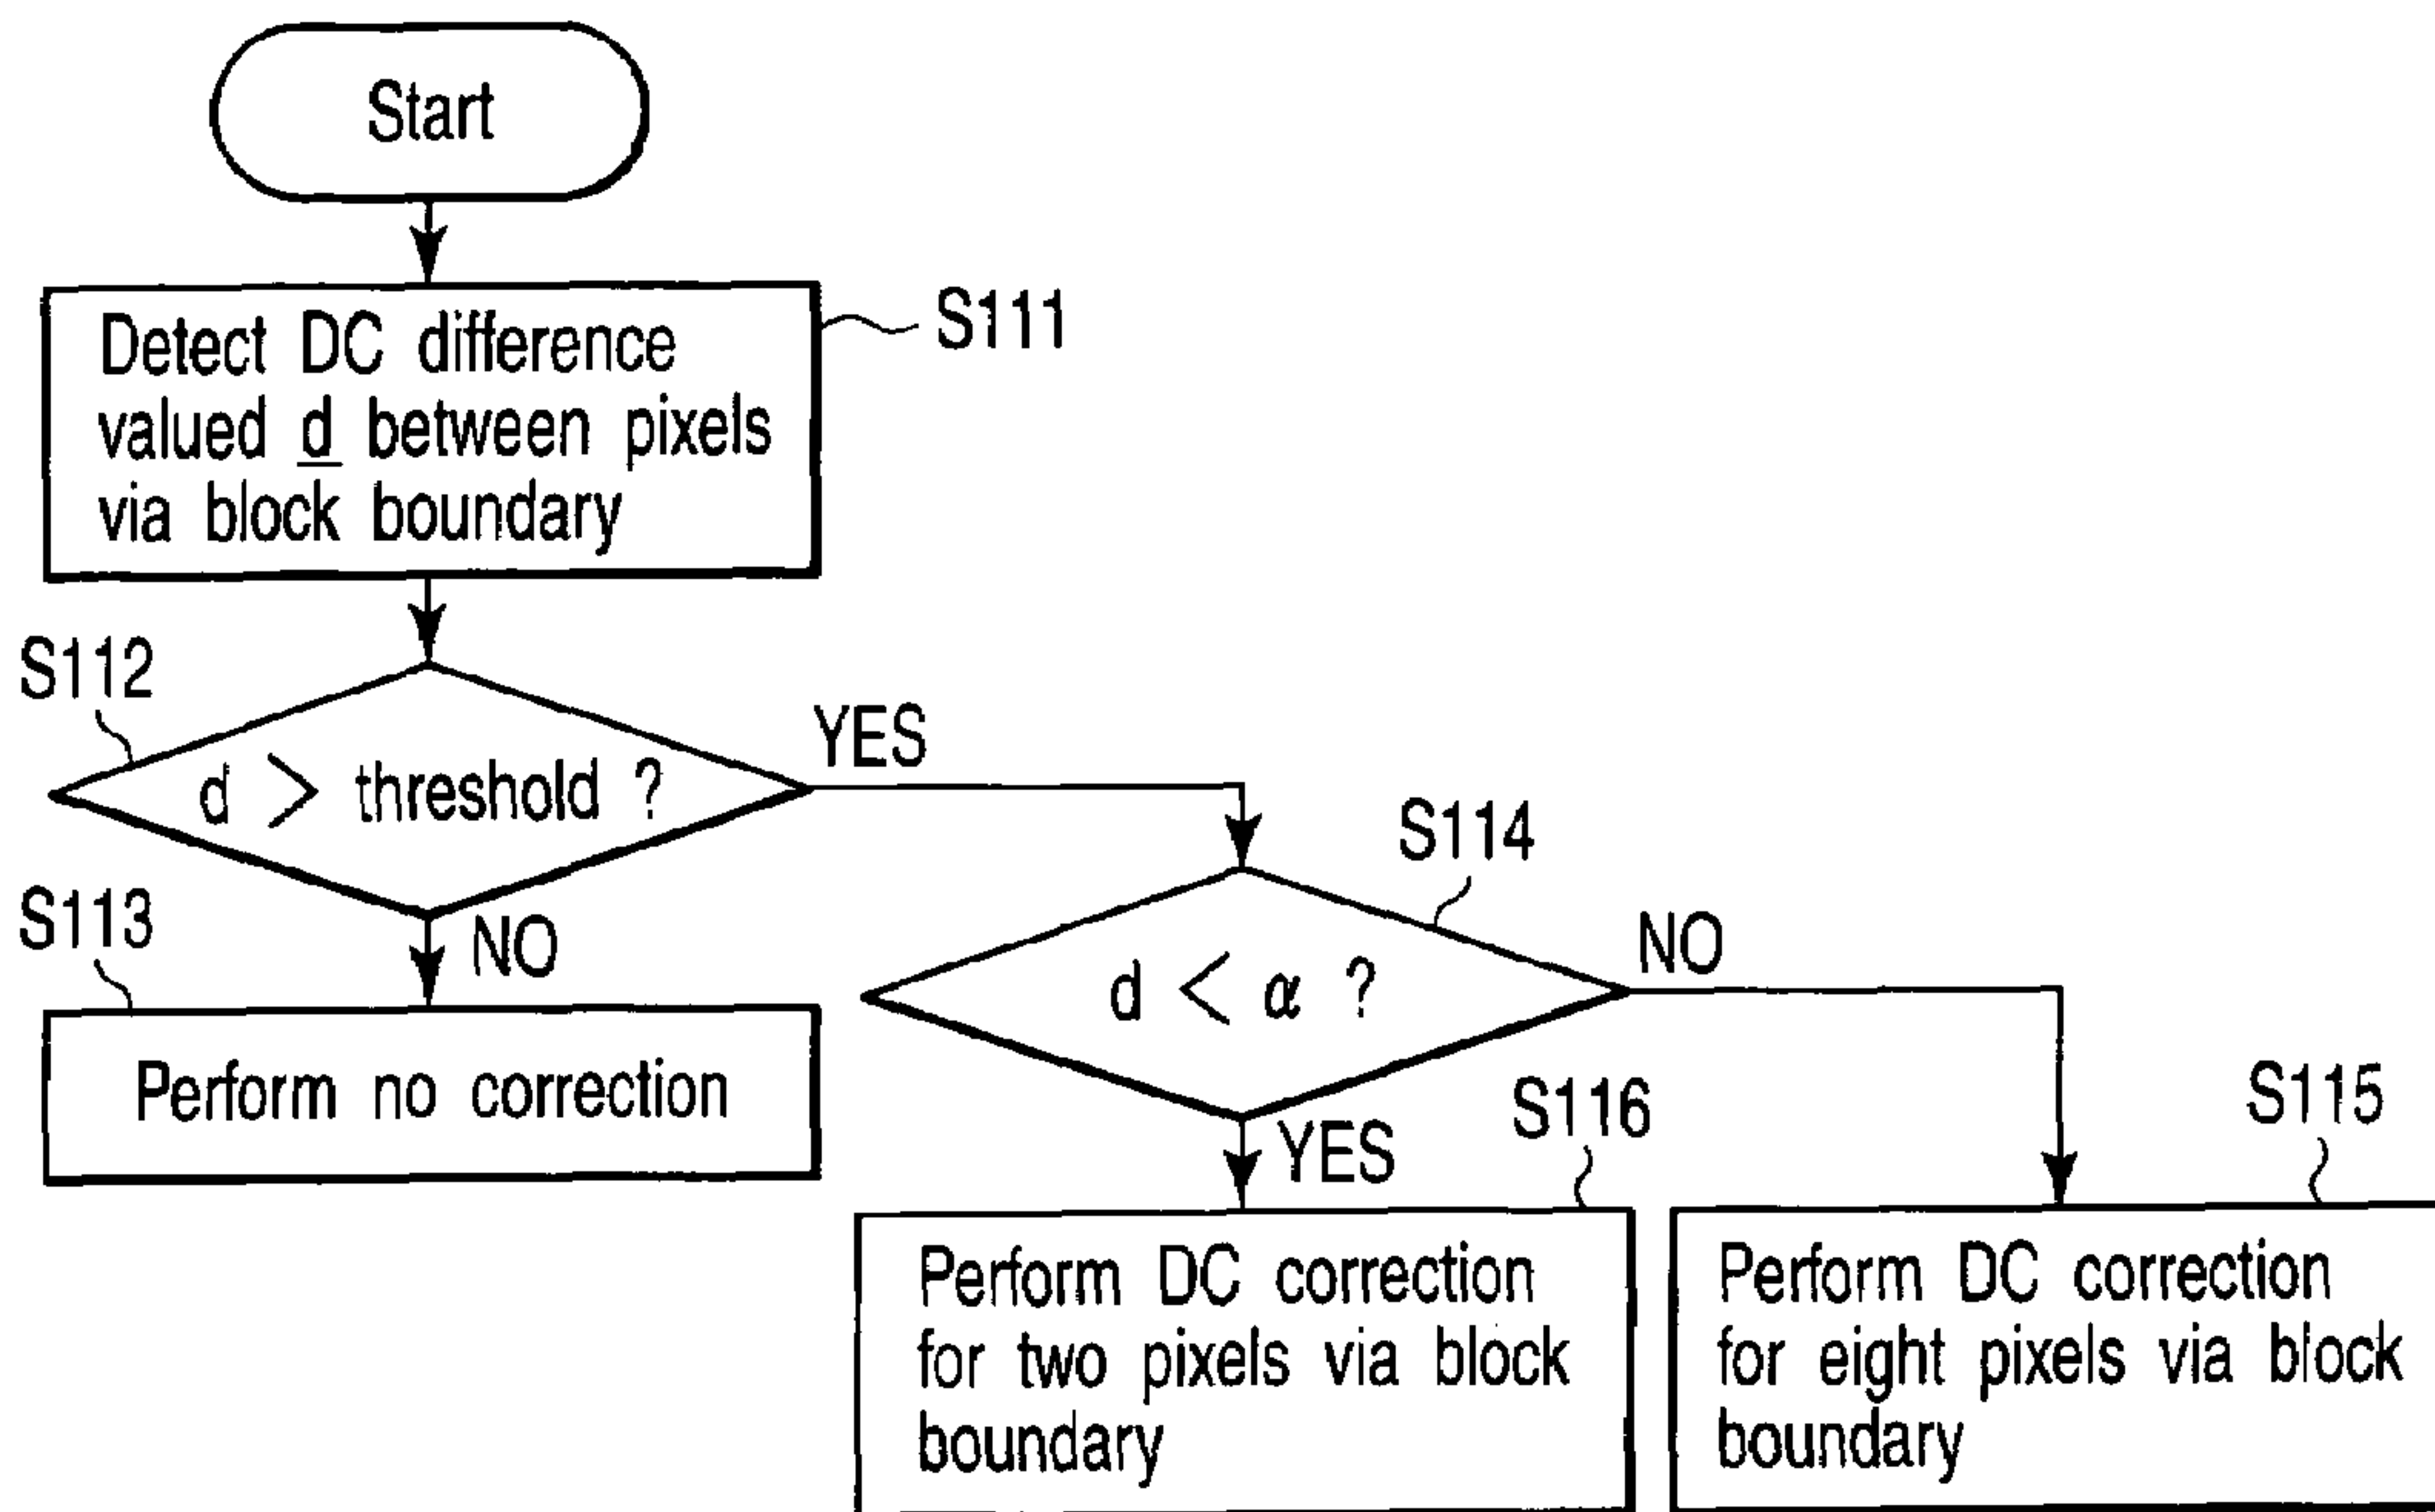 Start
Detect DC difference
valued d between pixels
via block boundary
S111
S112
d > threshold ?
YES
NO
S113
Perform no correction
S114
d < α ?
NO
YES
S116
Perform DC correction
for two pixels via block
boundary
S115
Perform DC correction
for eight pixels via block
boundary